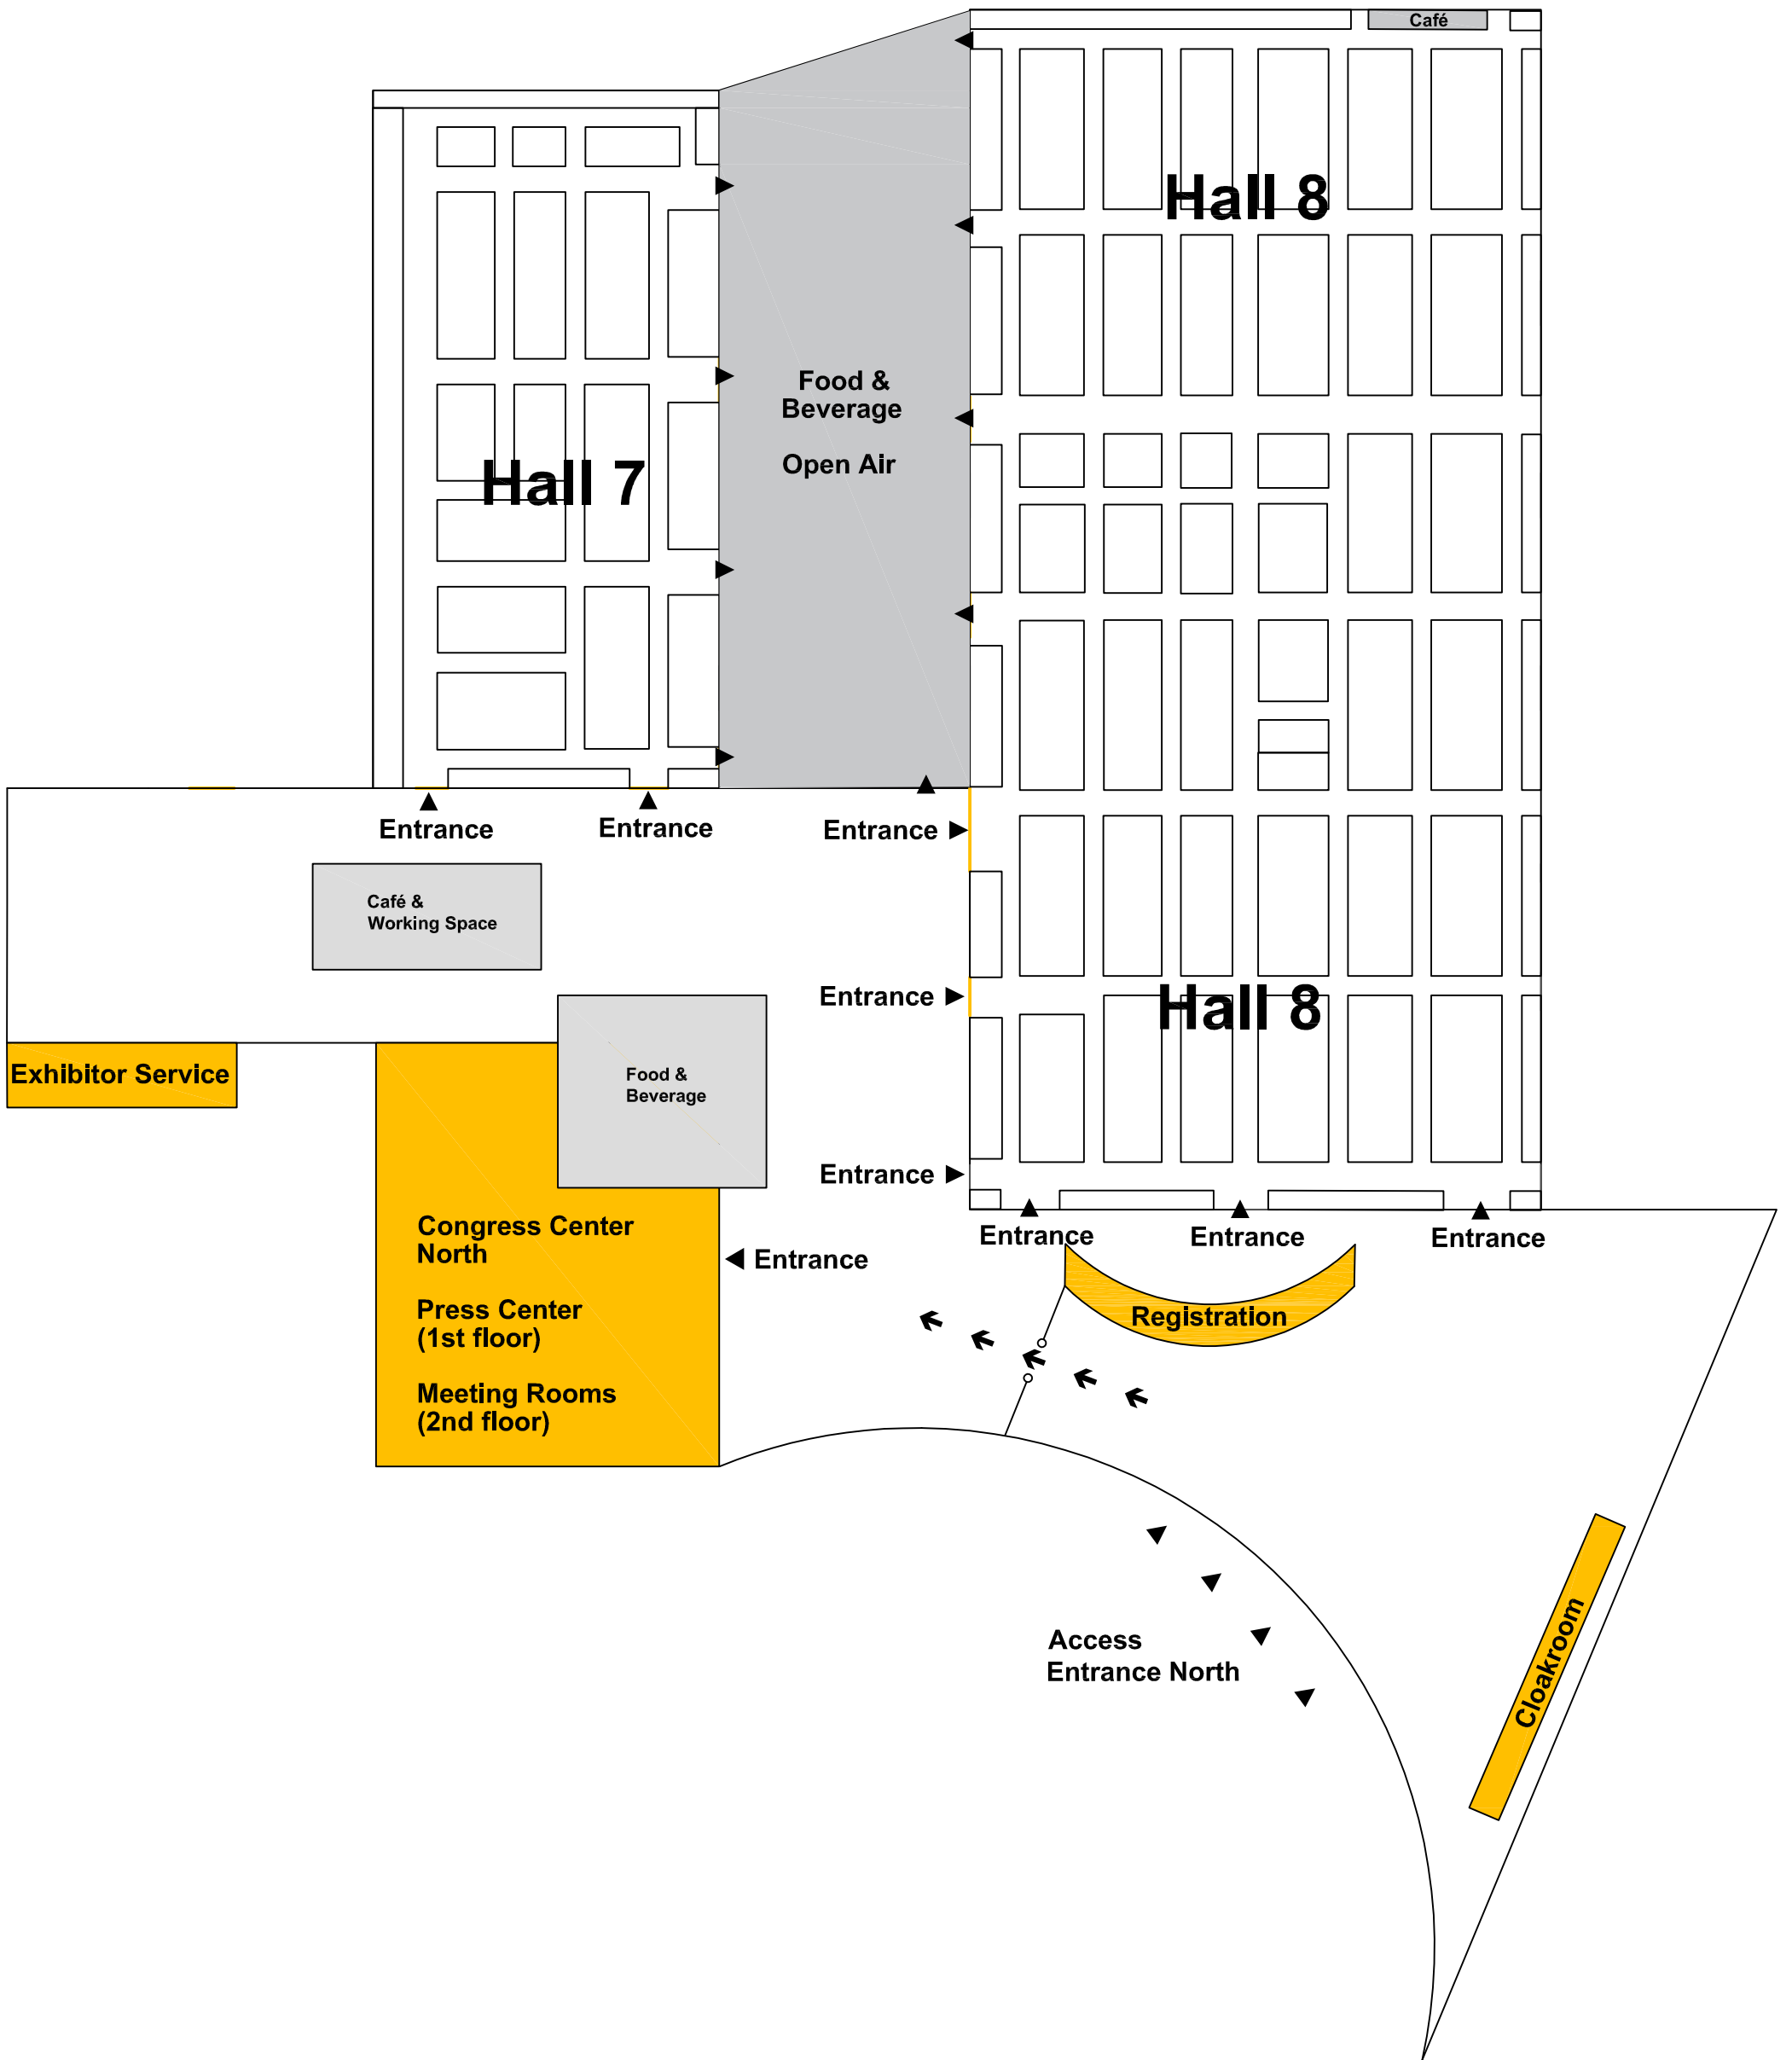 Café
Hall 8
Food &
Beverage
Open Air
Hall 7
Entrance
Entrance
Entrance
Café &
Working Space
Entrance
Hall 8
Exhibitor Service
Food &
Beverage
Entrance
Congress Center
North
Press Center
(1st floor)
Meeting Rooms
(2nd floor)
Entrance
Entrance
Entrance
Entrance
Registration
Access
Entrance North
Cloakroom